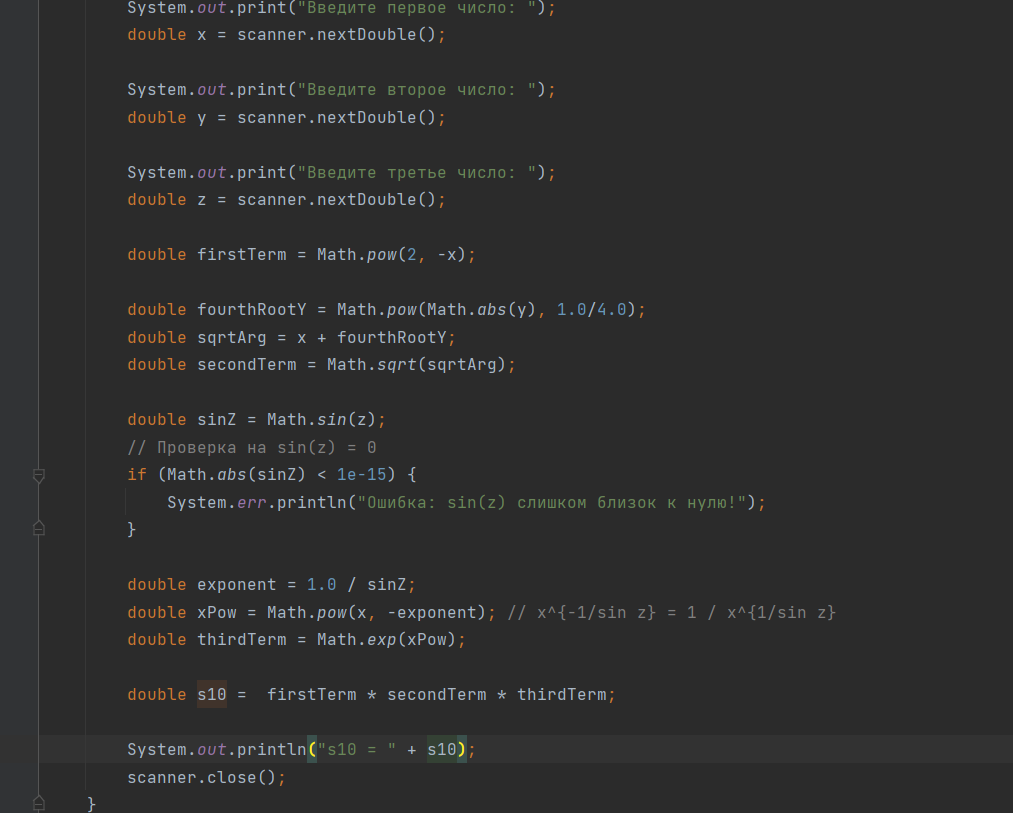 System.out.print("Введите первое число: ");
double x = scanner.nextDouble();
System.out.print("Введите второе число: ");
double y = scanner.nextDouble();
System.out.print("Введите третье число: ");
double z = scanner.nextDouble();
double firstTerm = Math.pow(2, -x);
double fourthRootY = Math.pow(Math.abs(y), 1.0/4.0);
double sqrtArg = x + fourthRootY;
double secondTerm = Math.sqrt(sqrtArg);
double sinZ = Math.sin(z);
// Проверка на sin(z) = 0
if (Math.abs(sinZ) < 1e-15) {
System.err.println("Ошибка: sin(z) слишком близок к нулю!");
}
double exponent = 1.0 / sinZ;
double xPow = Math.pow(x, -exponent); // x^{-1/sin z} = 1 / x^{1/sin z}
double thirdTerm = Math.exp(xPow);
double s10 =  firstTerm * secondTerm * thirdTerm;
System.out.println("s10 = " + s10);
scanner.close();
}